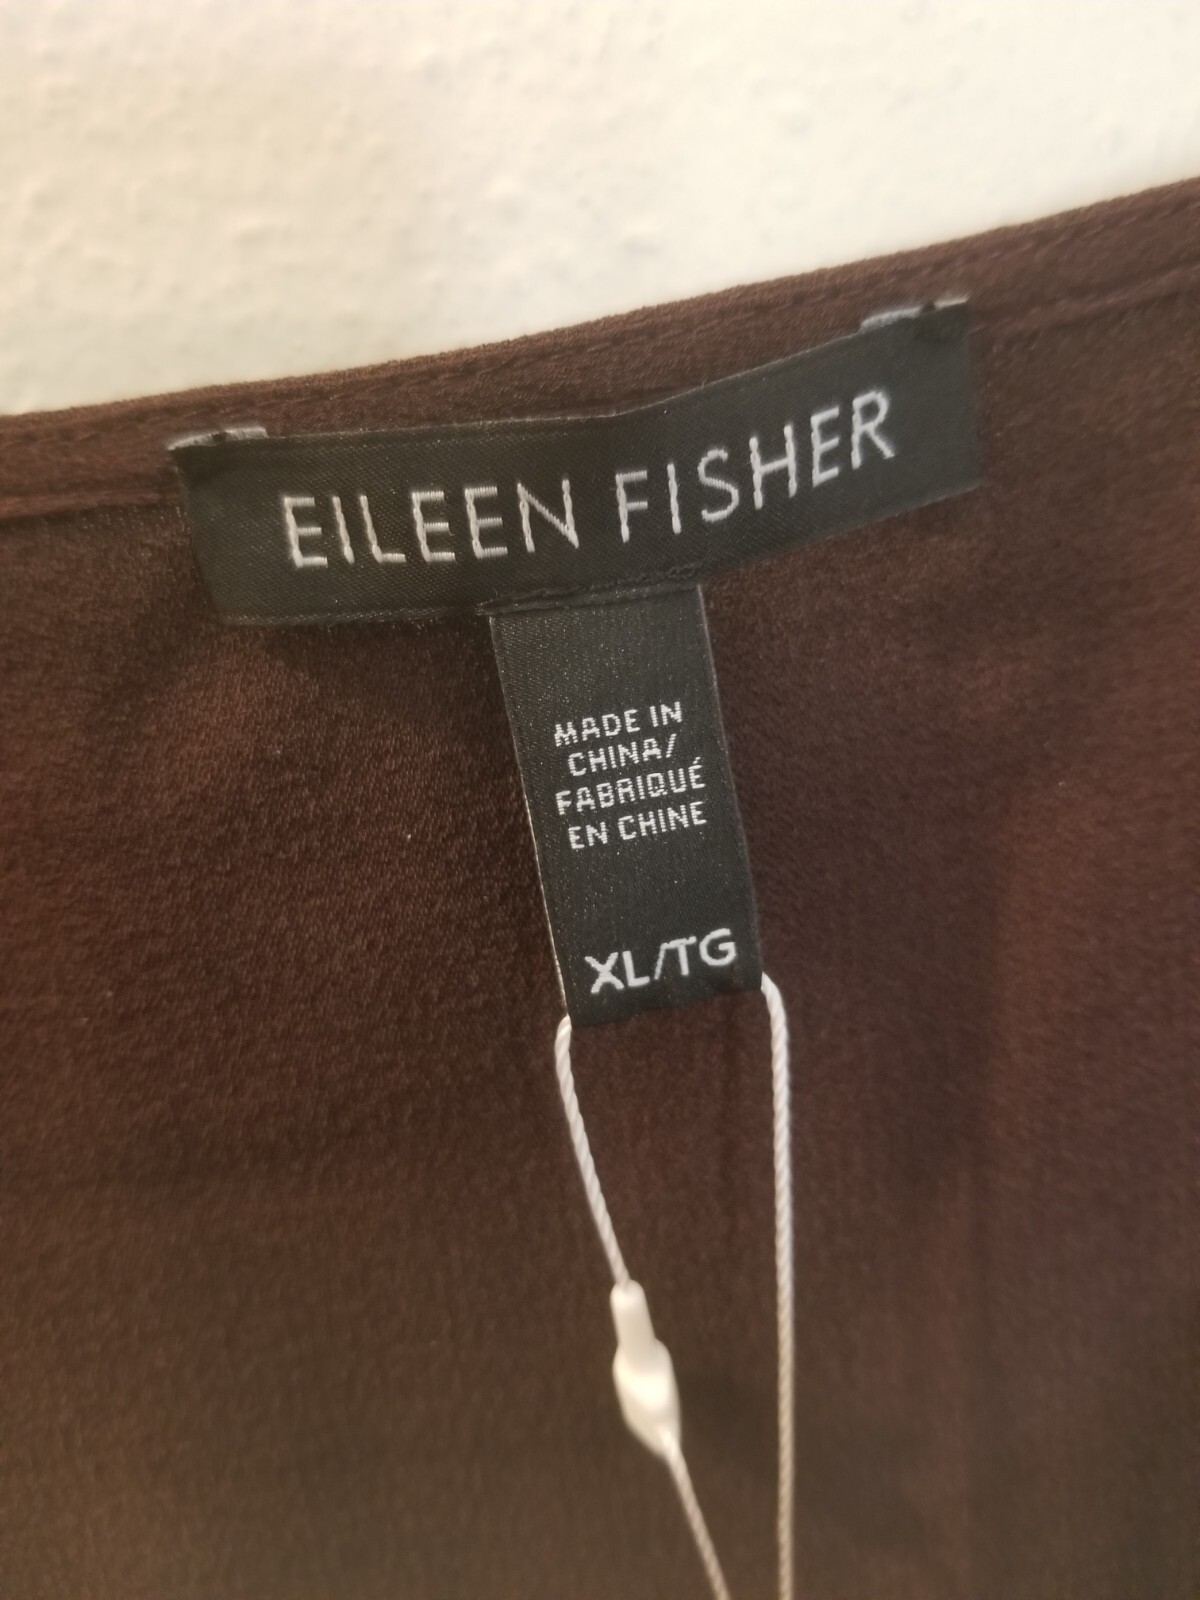 EILEEN FISHER
MADE IN
CHINA/
FABRIQUÉ
EN CHINE
XL/TG